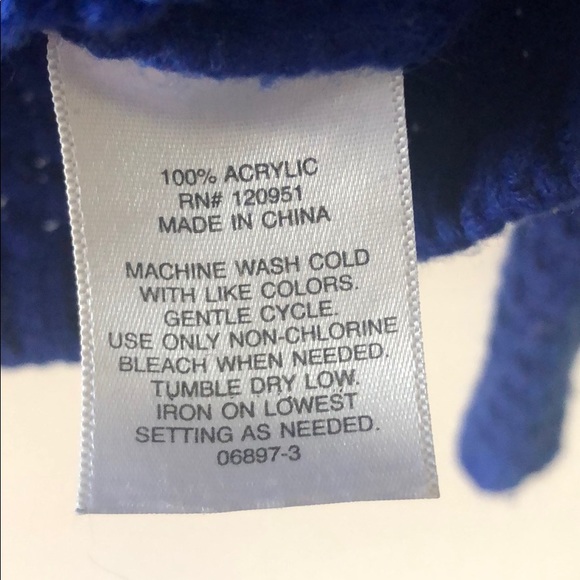 100% ACRYLIC
RN# 120951
MADE IN CHINA
MACHINE WASH COLD
WITH LIKE COLORS.
GENTLE CYCLE.
USE ONLY NON-CHLORINE
BLEACH WHEN NEEDED.
TUMBLE DRY LOW.
IRON ON LOWEST
SETTING AS NEEDED.
06897-3